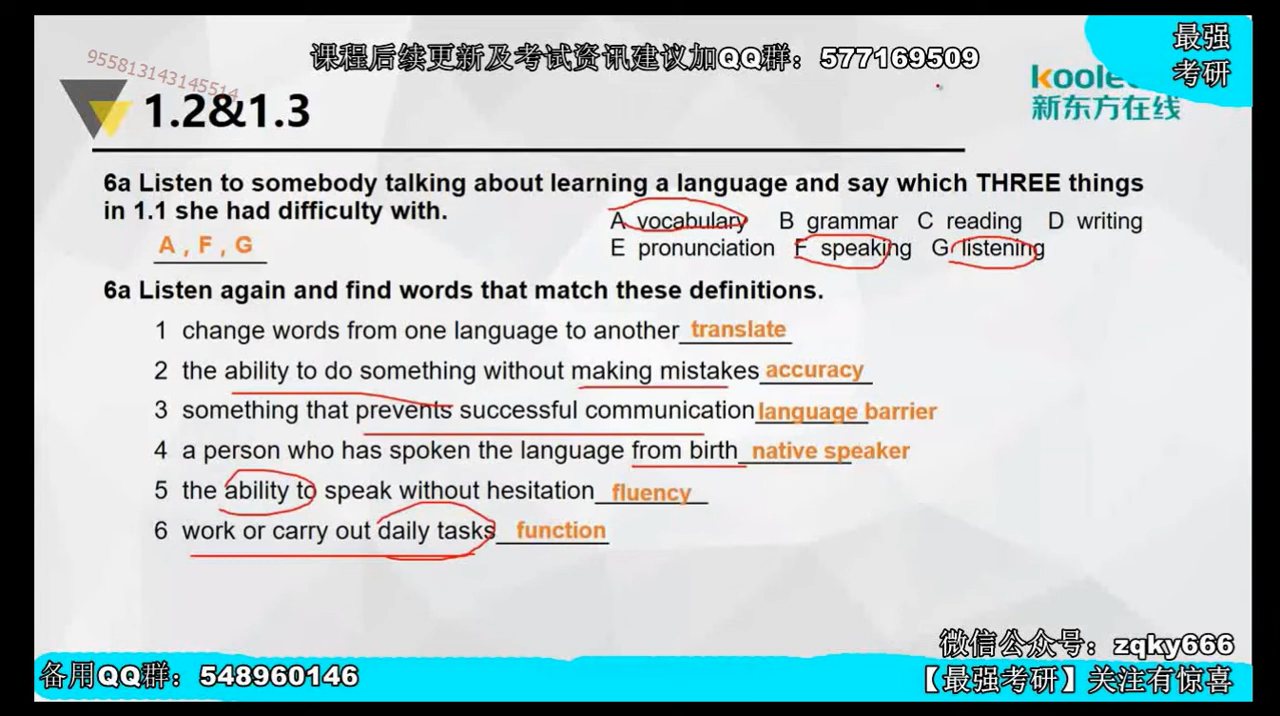 955813143145514
课程后续更新及考试资讯建议加QQ群：577169509
最强
考研
koole
新东方在线
1.2&1.3
6a Listen to somebody talking about learning a language and say which THREE things
in 1.1 she had difficulty with.
A vocabulary B grammar C reading D writing
A , F , G
E pronunciation F speaking G listening
6a Listen again and find words that match these definitions.
1 change words from one language to another translate
2 the ability to do something without making mistakes accuracy
3 something that prevents successful communication language barrier
4 a person who has spoken the language from birth native speaker
5 the ability to speak without hesitation fluency
6 work or carry out daily tasks function
微信公众号：zqky666
备用QQ群：548960146
【最强考研】关注有惊喜